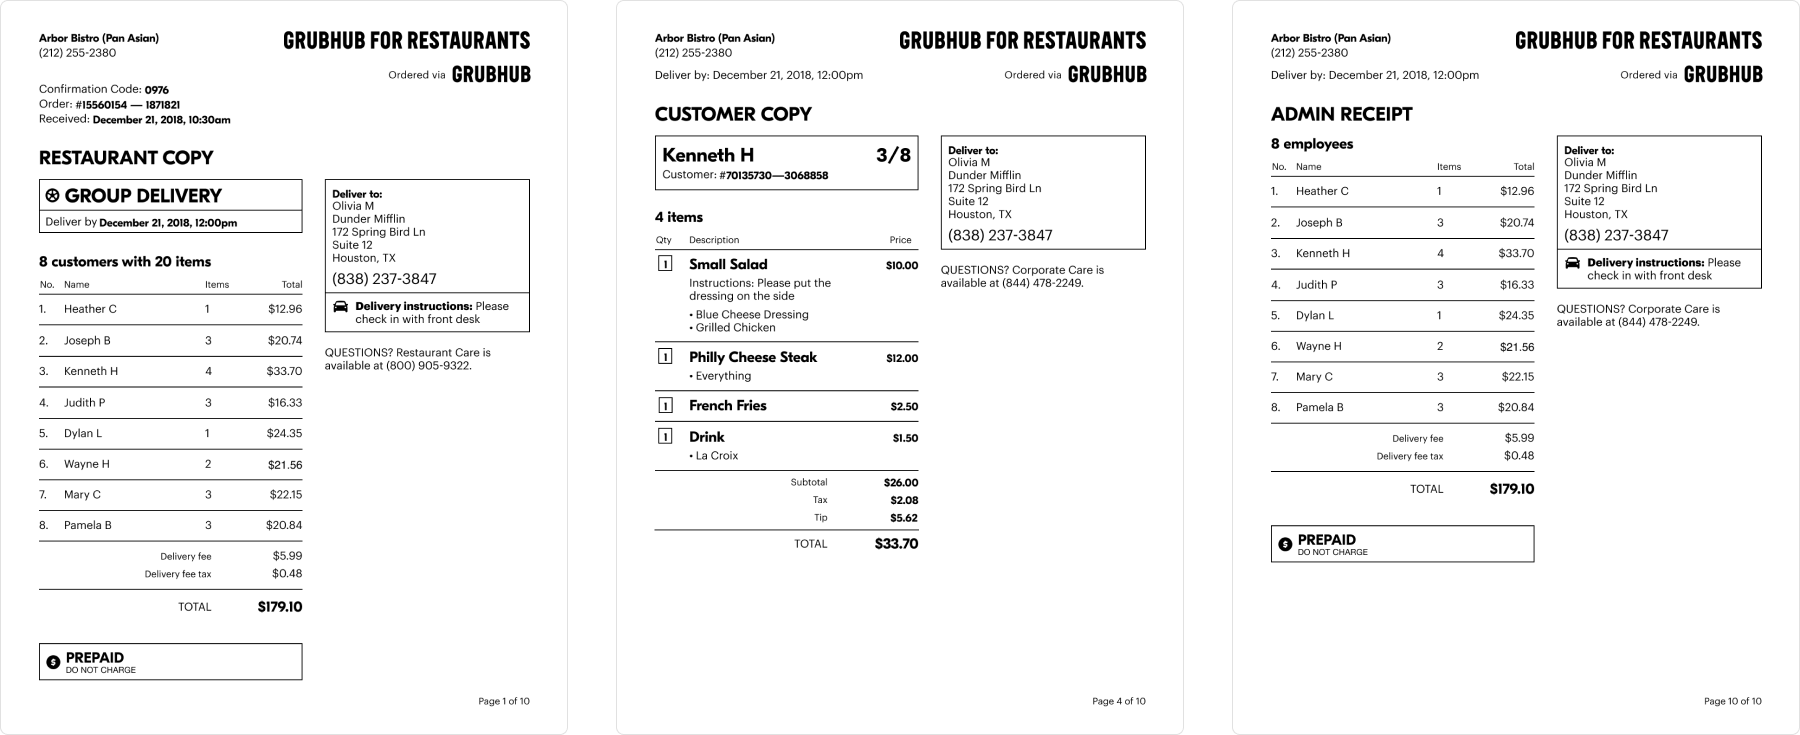 Arbor Bistro (Pan Asian)
(212) 255-2380
GRUBHUB FOR RESTAURANTS
Ordered via GRUBHUB
Confirmation Code: 0976
Order: #15560154 — 1871821
Received: December 21, 2018, 10:30am
RESTAURANT COPY
GROUP DELIVERY
Deliver by December 21, 2018, 12:00pm
8 customers with 20 items
No. Name Items Total
1. Heather C 1 $12.96
2. Joseph B 3 $20.74
3. Kenneth H 4 $33.70
4. Judith P 3 $16.33
5. Dylan L 1 $24.35
6. Wayne H 2 $21.56
7. Mary C 3 $22.15
8. Pamela B 3 $20.84
Delivery fee $5.99
Delivery fee tax $0.48
TOTAL $179.10
$ PREPAID
DO NOT CHARGE
Deliver to:
Olivia M
Dunder Mifflin
172 Spring Bird Ln
Suite 12
Houston, TX
(838) 237-3847
Delivery instructions: Please
check in with front desk
QUESTIONS? Restaurant Care is
available at (800) 905-9322.
Page 1 of 10
Arbor Bistro (Pan Asian)
(212) 255-2380
GRUBHUB FOR RESTAURANTS
Deliver by: December 21, 2018, 12:00pm
Ordered via GRUBHUB
CUSTOMER COPY
Kenneth H 3/8
Customer: #70135730—3068858
4 items
Qty Description Price
1 Small Salad $10.00
Instructions: Please put the
dressing on the side
• Blue Cheese Dressing
• Grilled Chicken
1 Philly Cheese Steak $12.00
• Everything
1 French Fries $2.50
1 Drink $1.50
• La Croix
Subtotal $26.00
Tax $2.08
Tip $5.62
TOTAL $33.70
Deliver to:
Olivia M
Dunder Mifflin
172 Spring Bird Ln
Suite 12
Houston, TX
(838) 237-3847
QUESTIONS? Corporate Care is
available at (844) 478-2249.
Page 4 of 10
Arbor Bistro (Pan Asian)
(212) 255-2380
GRUBHUB FOR RESTAURANTS
Deliver by: December 21, 2018, 12:00pm
Ordered via GRUBHUB
ADMIN RECEIPT
8 employees
No. Name Items Total
1. Heather C 1 $12.96
2. Joseph B 3 $20.74
3. Kenneth H 4 $33.70
4. Judith P 3 $16.33
5. Dylan L 1 $24.35
6. Wayne H 2 $21.56
7. Mary C 3 $22.15
8. Pamela B 3 $20.84
Delivery fee $5.99
Delivery fee tax $0.48
TOTAL $179.10
$ PREPAID
DO NOT CHARGE
Deliver to:
Olivia M
Dunder Mifflin
172 Spring Bird Ln
Suite 12
Houston, TX
(838) 237-3847
Delivery instructions: Please
check in with front desk
QUESTIONS? Corporate Care is
available at (844) 478-2249.
Page 10 of 10